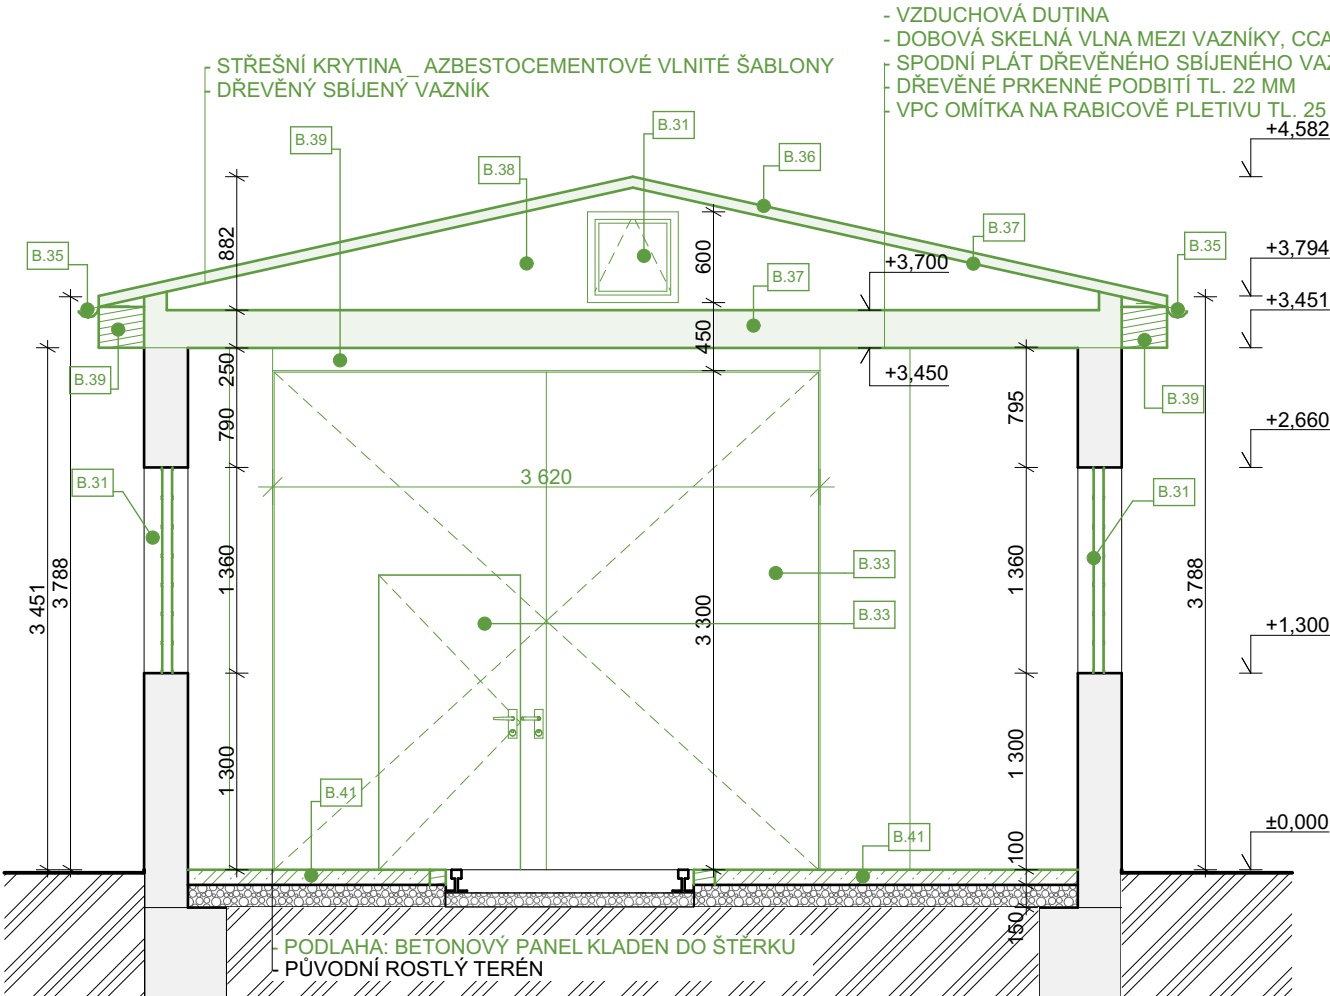 - VZDUCHOVÁ DUTINA
- DOBOVÁ SKELNÁ VLNA MEZI VAZNÍKY, CCA
- SPODNÍ PLÁT DŘEVĚNÉHO SBÍJENÉHO VAZ
- DŘEVĚNÉ PRKENNÉ PODBITÍ TL. 22 MM
- VPC OMÍTKA NA RABICOVĚ PLETIVU TL. 25
- STŘEŠNÍ KRYTINA _ AZBESTOCEMENTOVÉ VLNITÉ ŠABLONY
- DŘEVĚNÝ SBÍJENÝ VAZNÍK
+4,582
B.31
B.39
B.36
B.38
B.37
B.35
B.35
882
600
+3,794
+3,700
B.37
+3,451
450
250
+3,450
B.39
B.39
790
795
+2,660
3 620
B.31
B.31
3 451
3 788
1 360
1 360
3 788
B.33
B.33
3 300
+1,300
1 300
1 300
B.41
B.41
±0,000
100
150
- PODLAHA: BETONOVÝ PANEL KLADEN DO ŠTĚRKU
- PŮVODNÍ ROSTLÝ TERÉN